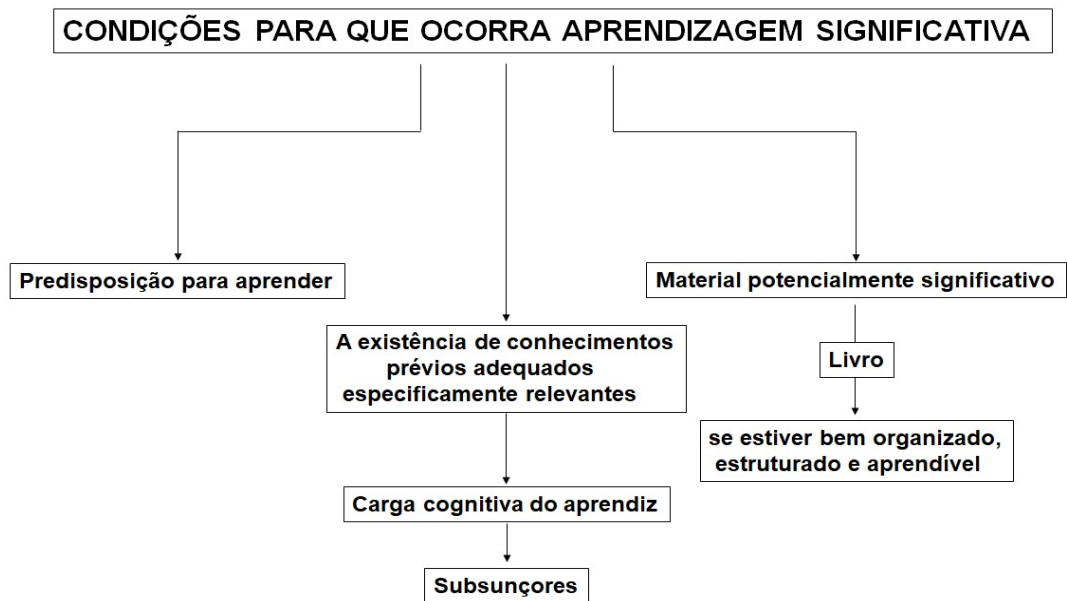 CONDIÇÕES PARA QUE OCORRA APRENDIZAGEM SIGNIFICATIVA
Predisposição para aprender
A existência de conhecimentos
prévios adequados
especificamente relevantes
Carga cognitiva do aprendiz
Subsunçores
Material potencialmente significativo
Livro
se estiver bem organizado,
estruturado e aprendível